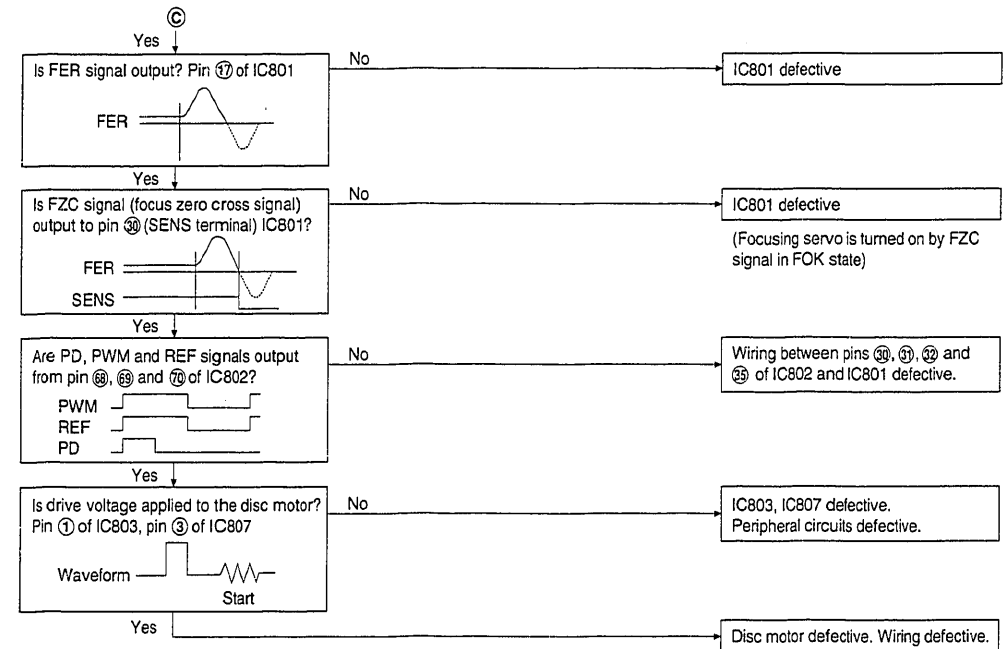 Ⓒ
Yes
Is FER signal output? Pin ⑰ of IC801
FER
No
IC801 defective
Yes
Is FZC signal (focus zero cross signal)
output to pin ㉚ (SENS terminal) IC801?
FER
SENS
No
IC801 defective
(Focusing servo is turned on by FZC
signal in FOK state)
Yes
Are PD, PWM and REF signals output
from pin 68, 69 and 70 of IC802?
PWM
REF
PD
No
Wiring between pins ㉚, ㉛, ㉜ and
㉟ of IC802 and IC801 defective.
Yes
Is drive voltage applied to the disc motor?
Pin ① of IC803, pin ③ of IC807
Waveform
Start
No
IC803, IC807 defective.
Peripheral circuits defective.
Yes
Disc motor defective. Wiring defective.